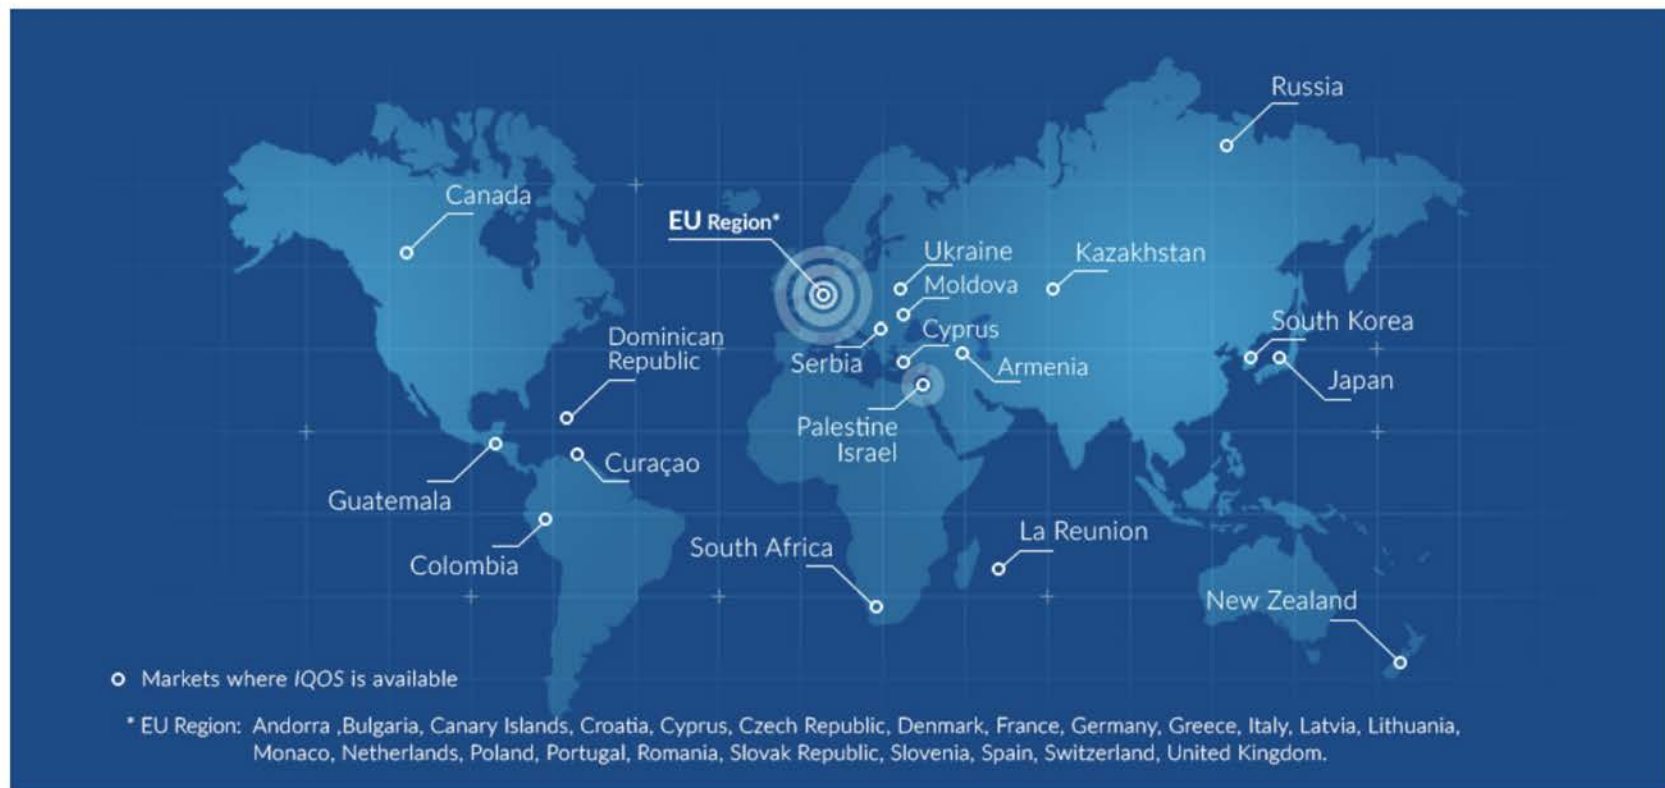 Russia
Canada
EU Region*
Ukraine
Kazakhstan
Moldova
South Korea
Dominican
Republic
Cyprus
Serbia
Armenia
Japan
Palestine
Israel
Curaçao
Guatemala
La Reunion
South Africa
Colombia
New Zealand
Markets where IQOS is available
* EU Region: Andorra ,Bulgaria, Canary Islands, Croatia, Cyprus, Czech Republic, Denmark, France, Germany, Greece, Italy, Latvia, Lithuania,
Monaco, Netherlands, Poland, Portugal, Romania, Slovak Republic, Slovenia, Spain, Switzerland, United Kingdom.